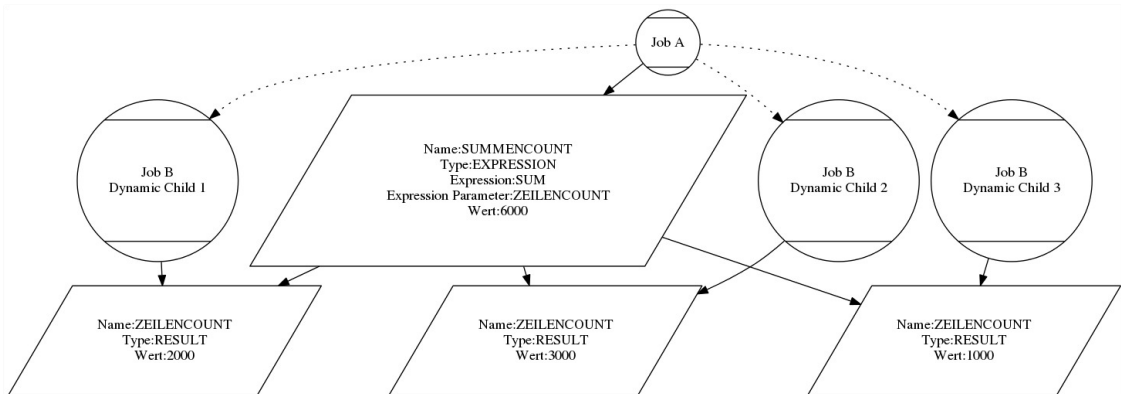 Job A
Job B
Dynamic Child 1
Name:SUMMENCOUNT
Type:EXPRESSION
Expression:SUM
Expression Parameter:ZEILENCOUNT
Wert:6000
Job B
Dynamic Child 2
Job B
Dynamic Child 3
Name:ZEILENCOUNT
Type:RESULT
Wert:2000
Name:ZEILENCOUNT
Type:RESULT
Wert:3000
Name:ZEILENCOUNT
Type:RESULT
Wert:1000